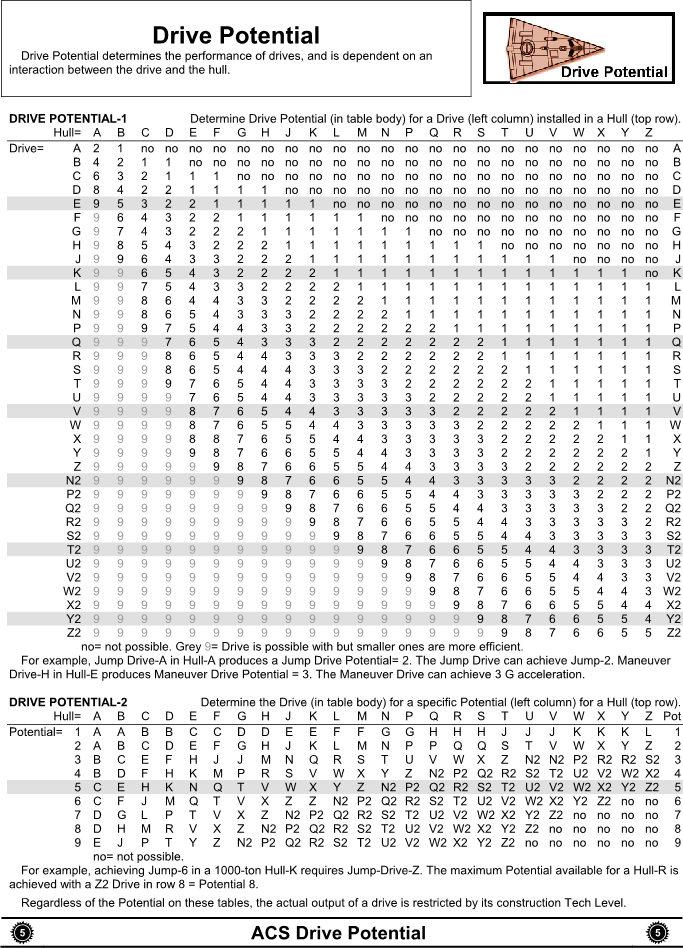 Drive Potential
Drive Potential determines the performance of drives, and is dependent on an
interaction between the drive and the hull.
Drive Potential
DRIVE POTENTIAL-1 Determine Drive Potential (in table body) for a Drive (left column) installed in a Hull (top row).
Hull= A B C D E F G H J K L M N P Q R S T U V W X Y Z
Drive= A 2 1 no no no no no no no no no no no no no no no no no no no no no no A
B 4 2 1 1 no no no no no no no no no no no no no no no no no no no no B
C 6 3 2 1 1 1 no no no no no no no no no no no no no no no no no no C
D 8 4 2 2 1 1 1 1 no no no no no no no no no no no no no no no no D
E 9 5 3 2 2 1 1 1 1 1 no no no no no no no no no no no no no no E
F 9 6 4 3 2 2 1 1 1 1 1 1 no no no no no no no no no no no no F
G 9 7 4 3 2 2 2 1 1 1 1 1 1 1 no no no no no no no no no no G
H 9 8 5 4 3 2 2 2 1 1 1 1 1 1 1 1 1 no no no no no no no H
J 9 9 6 4 3 3 2 2 2 1 1 1 1 1 1 1 1 1 1 1 no no no no J
K 9 9 6 5 4 3 2 2 2 2 1 1 1 1 1 1 1 1 1 1 1 1 1 no K
L 9 9 7 5 4 3 3 2 2 2 2 1 1 1 1 1 1 1 1 1 1 1 1 1 L
M 9 9 8 6 4 4 3 3 2 2 2 2 1 1 1 1 1 1 1 1 1 1 1 1 M
N 9 9 8 6 5 4 3 3 2 2 2 2 2 1 1 1 1 1 1 1 1 1 1 1 N
P 9 9 9 7 5 4 4 3 3 2 2 2 2 2 2 1 1 1 1 1 1 1 1 1 P
Q 9 9 9 7 6 5 4 3 3 2 2 2 2 2 2 2 2 1 1 1 1 1 1 1 Q
R 9 9 9 8 6 5 4 4 3 3 3 2 2 2 2 2 2 1 1 1 1 1 1 1 R
S 9 9 9 8 6 5 4 4 3 3 3 2 2 2 2 2 2 2 1 1 1 1 1 1 S
T 9 9 9 9 7 6 5 4 4 3 3 3 3 2 2 2 2 2 1 1 1 1 1 1 T
U 9 9 9 9 7 6 5 4 4 3 3 3 3 2 2 2 2 2 2 1 1 1 1 1 U
V 9 9 9 9 8 7 6 5 4 4 3 3 3 3 3 2 2 2 2 2 1 1 1 1 V
W 9 9 9 9 8 7 6 5 5 4 4 3 3 3 3 2 2 2 2 2 2 1 1 1 W
X 9 9 9 9 8 8 7 6 5 5 4 4 3 3 3 3 3 2 2 2 2 2 1 1 X
Y 9 9 9 9 9 8 7 6 6 5 5 4 4 3 3 3 3 2 2 2 2 2 2 1 Y
Z 9 9 9 9 9 9 8 7 6 6 5 5 4 4 3 3 3 3 2 2 2 2 2 2 Z
N2 9 9 9 9 9 9 9 8 7 6 6 5 5 4 4 3 3 3 3 3 2 2 2 2 N2
P2 9 9 9 9 9 9 9 9 8 7 6 6 5 5 4 4 3 3 3 3 3 2 2 2 P2
Q2 9 9 9 9 9 9 9 9 9 8 7 6 6 5 5 4 4 3 3 3 3 3 2 2 Q2
R2 9 9 9 9 9 9 9 9 9 9 8 7 6 6 5 5 4 4 3 3 3 3 3 2 R2
S2 9 9 9 9 9 9 9 9 9 9 9 8 7 6 6 5 5 4 4 3 3 3 3 3 S2
T2 9 9 9 9 9 9 9 9 9 9 9 9 8 7 6 6 5 5 4 4 3 3 3 3 T2
U2 9 9 9 9 9 9 9 9 9 9 9 9 9 8 7 6 6 5 5 4 4 3 3 3 U2
V2 9 9 9 9 9 9 9 9 9 9 9 9 9 9 8 7 6 6 5 5 4 4 3 3 V2
W2 9 9 9 9 9 9 9 9 9 9 9 9 9 9 9 8 7 6 6 5 5 4 4 3 W2
X2 9 9 9 9 9 9 9 9 9 9 9 9 9 9 9 9 8 7 6 6 5 5 4 4 X2
Y2 9 9 9 9 9 9 9 9 9 9 9 9 9 9 9 9 9 8 7 6 6 5 5 4 Y2
Z2 9 9 9 9 9 9 9 9 9 9 9 9 9 9 9 9 9 9 8 7 6 6 5 5 Z2
no= not possible. Grey 9= Drive is possible with but smaller ones are more efficient.
For example, Jump Drive-A in Hull-A produces a Jump Drive Potential= 2. The Jump Drive can achieve Jump-2. Maneuver
Drive-H in Hull-E produces Maneuver Drive Potential = 3. The Maneuver Drive can achieve 3 G acceleration.
DRIVE POTENTIAL-2 Determine the Drive (in table body) for a specific Potential (left column) for a Hull (top row).
Hull= A B C D E F G H J K L M N P Q R S T U V W X Y Z Pot
Potential= 1 A A B B C C D D E E F F G G H H H J J J K K K L 1
2 A B C D E F G H J K L M N P P Q Q S T V W X Y Z 2
3 B C E F H J J M N Q R S T U V W X Z N2 N2 P2 R2 R2 S2 3
4 B D F H K M P R S V W X Y Z N2 P2 Q2 R2 S2 T2 U2 V2 W2 X2 4
5 C E H K N Q T V W X Y Z N2 P2 Q2 R2 S2 T2 U2 V2 W2 X2 Y2 Z2 5
6 C F J M Q T V X Z Z N2 P2 Q2 R2 S2 T2 U2 V2 W2 X2 Y2 Z2 no no 6
7 D G L P T V X Z N2 P2 Q2 R2 S2 T2 U2 V2 W2 X2 Y2 Z2 no no no no 7
8 D H M R V X Z N2 P2 Q2 R2 S2 T2 U2 V2 W2 X2 Y2 Z2 no no no no no 8
9 E J P T Y Z N2 P2 Q2 R2 S2 T2 U2 V2 W2 X2 Y2 Z2 no no no no no no 9
no= not possible.
For example, achieving Jump-6 in a 1000-ton Hull-K requires Jump-Drive-Z. The maximum Potential available for a Hull-R is
achieved with a Z2 Drive in row 8 = Potential 8.
Regardless of the Potential on these tables, the actual output of a drive is restricted by its construction Tech Level.
5 ACS Drive Potential 5